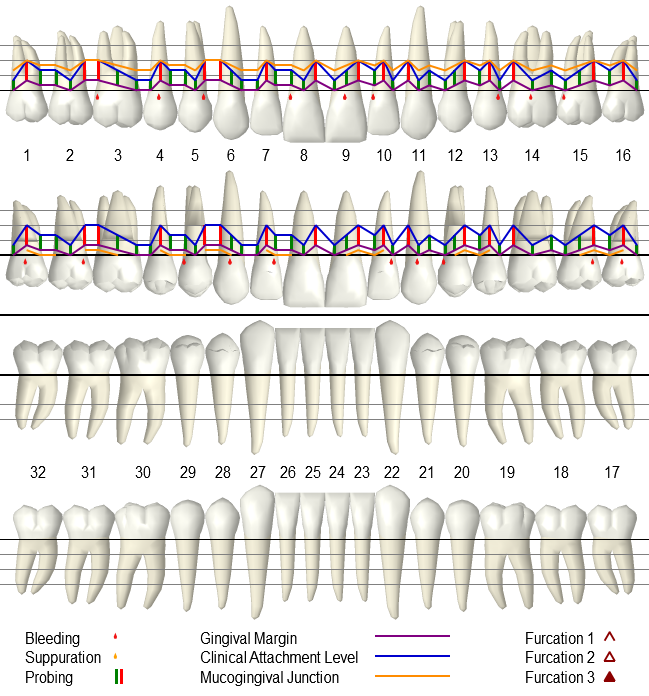 1 2 3 4 5 6 7 8 9 10 11 12 13 14 15 16
32 31 30 29 28 27 26 25 24 23 22 21 20 19 18 17
Bleeding Gingival Margin Furcation 1
Suppuration Clinical Attachment Level Furcation 2
Probing Mucogingival Junction Furcation 3